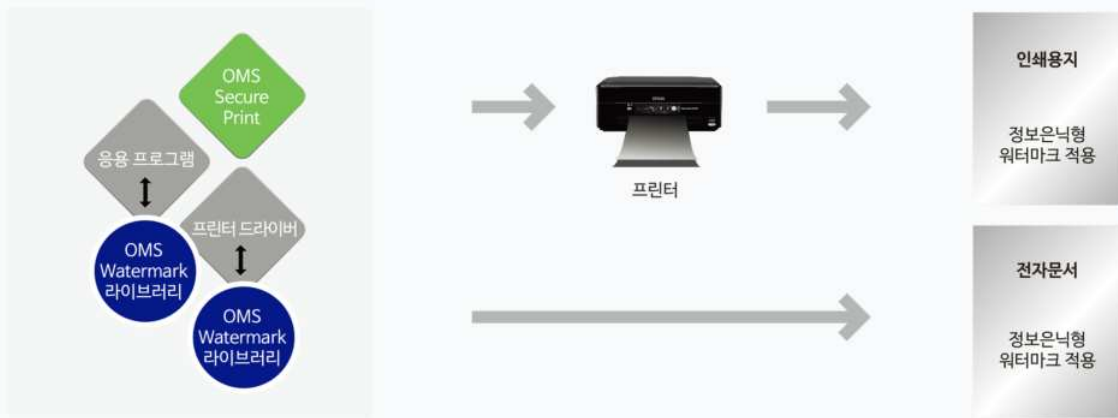 OMS
Secure
Print
응용 프로그램
프린터 드라이버
OMS
Watermark
라이브러리
OMS
Watermark
라이브러리
프린터
인쇄용지
정보은닉형
워터마크 적용
전자문서
정보은닉형
워터마크 적용